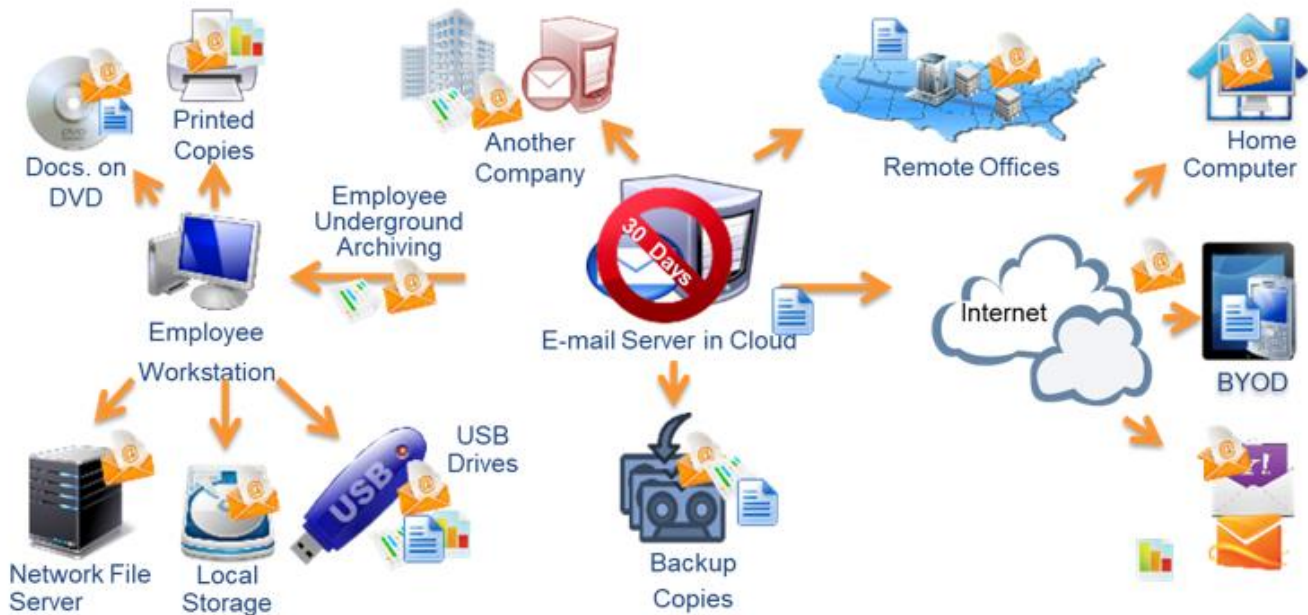 Docs. on
DVD
DVD
Printed
Copies
Another
Company
Remote Offices
Home
Computer
Employee
Underground
Archiving
30 Days
E-mail Server in Cloud
Employee
Workstation
Internet
BYOD
Network File
Server
Local
Storage
USB
USB
Drives
Backup
Copies
Y!